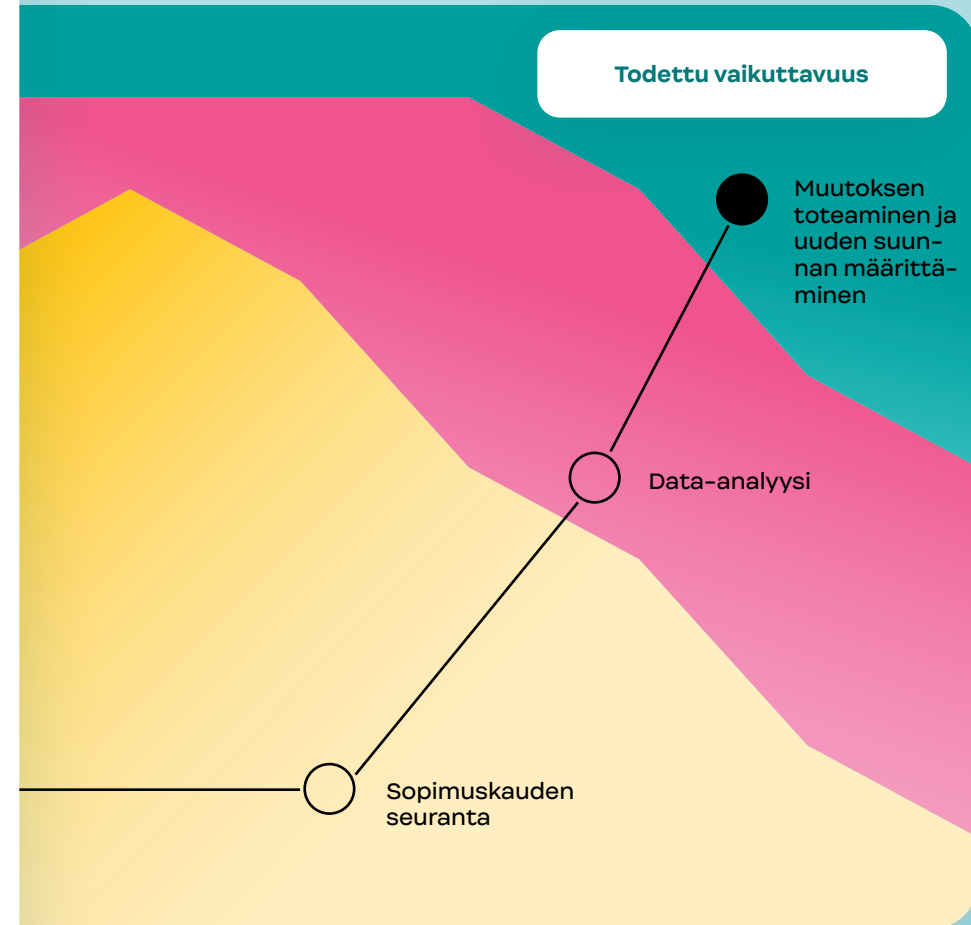 Todettu vaikuttavuus
Muutoksen
toteaminen ja
uuden suun-
nan määrittä-
minen
Data-analyysi
Sopimuskauden
seuranta